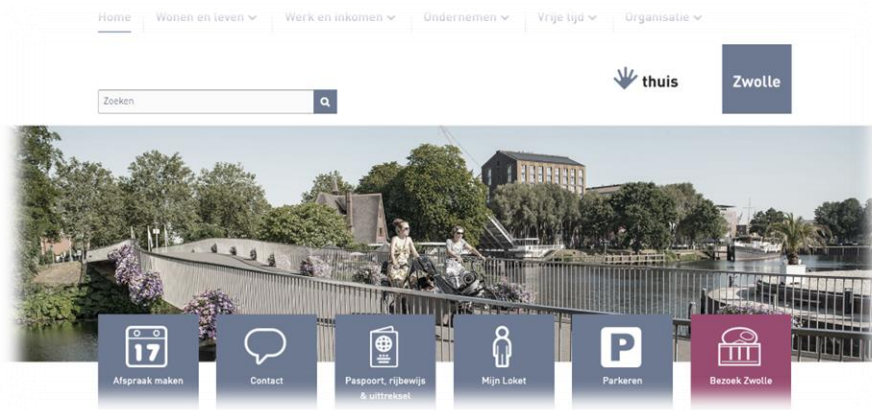 Home Wonen en leven Werk en inkomen Ondernemen Vrije tijd Organisatie
thuis Zwolle
Zoeken
17 P
Afspraak maken Contact Paspoort, rijbewijs Mijn Loket Parkeren Bezoek Zwolle
& uittreksel